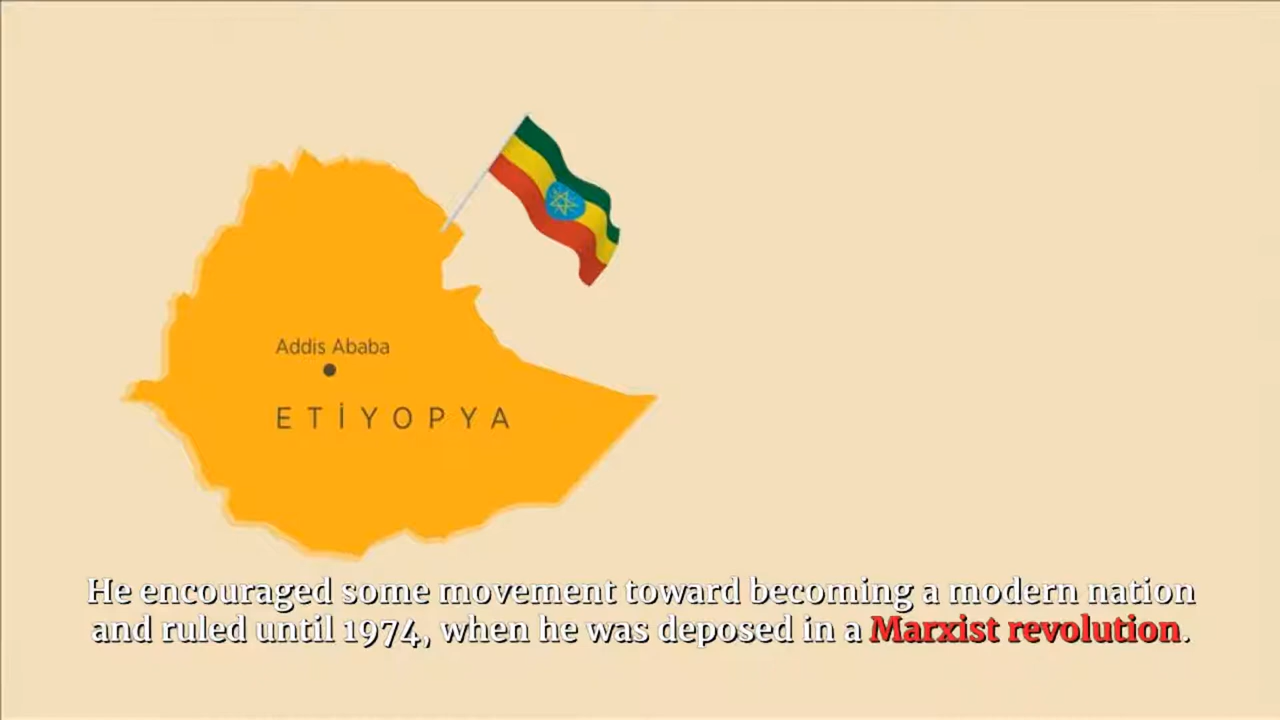 Addis Ababa
ETİYOPYA
He encouraged some movement toward becoming a modern nation
and ruled until 1974, when he was deposed in a Marxist revolution.